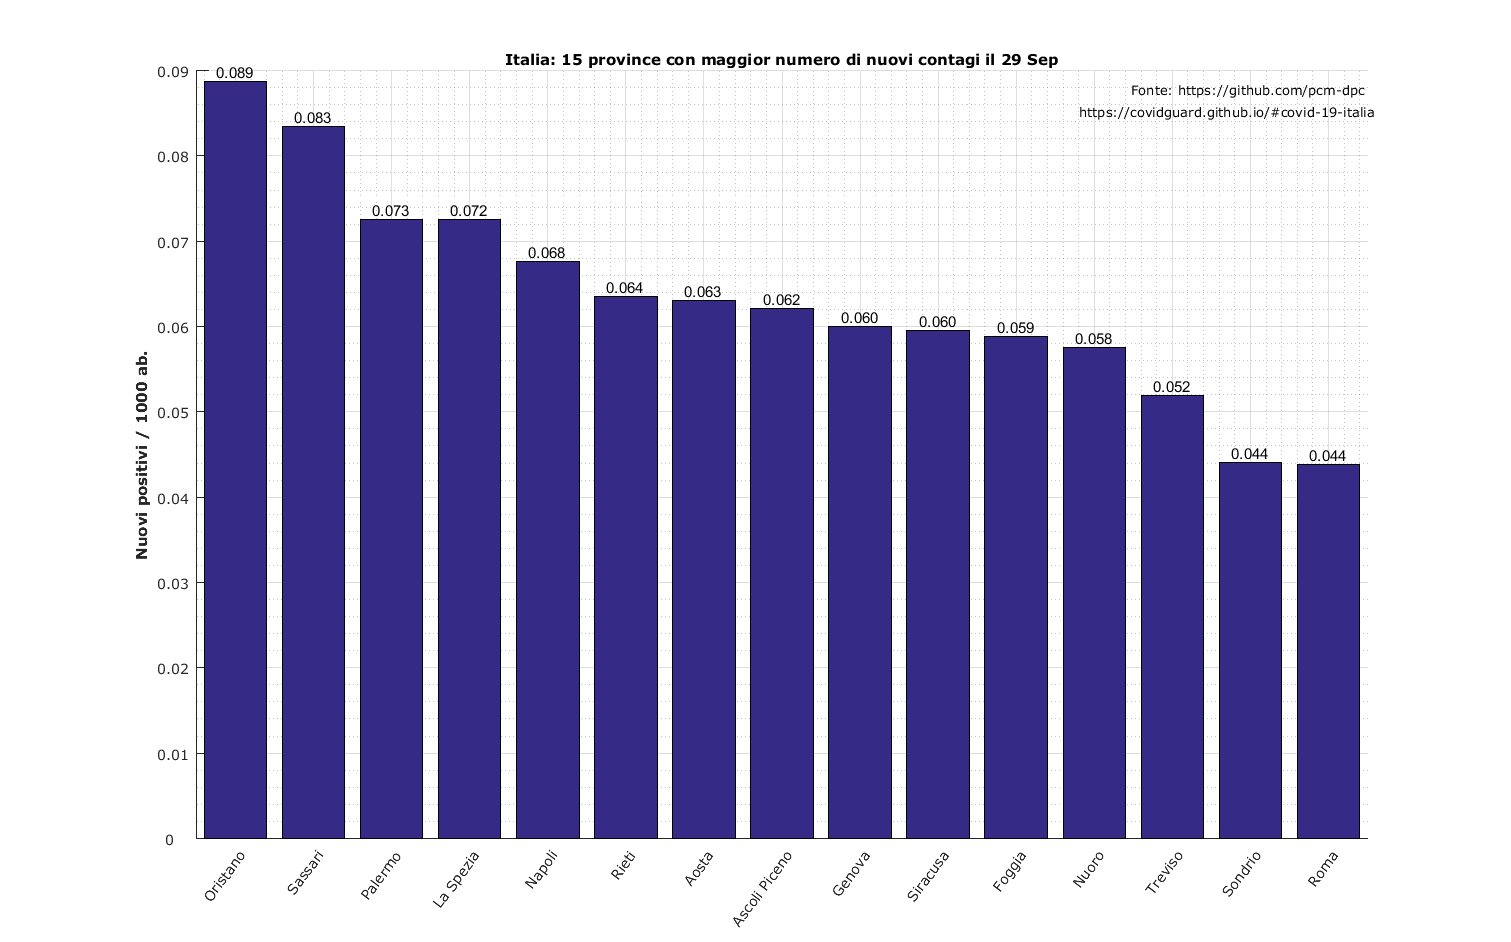 Italia: 15 province con maggior numero di nuovi contagi il 29 Sep
Fonte: https://github.com/pcm-dpc
https://covidguard.github.io/#covid-19-italia
Nuovi positivi / 1000 ab.
0.09
0.08
0.07
0.06
0.05
0.04
0.03
0.02
0.01
0
0.089
0.083
0.073
0.072
0.068
0.064
0.063
0.062
0.060
0.060
0.059
0.058
0.052
0.044
0.044
Oristano
Sassari
Palermo
La Spezia
Napoli
Rieti
Aosta
Ascoli Piceno
Genova
Siracusa
Foggia
Nuoro
Treviso
Sondrio
Roma